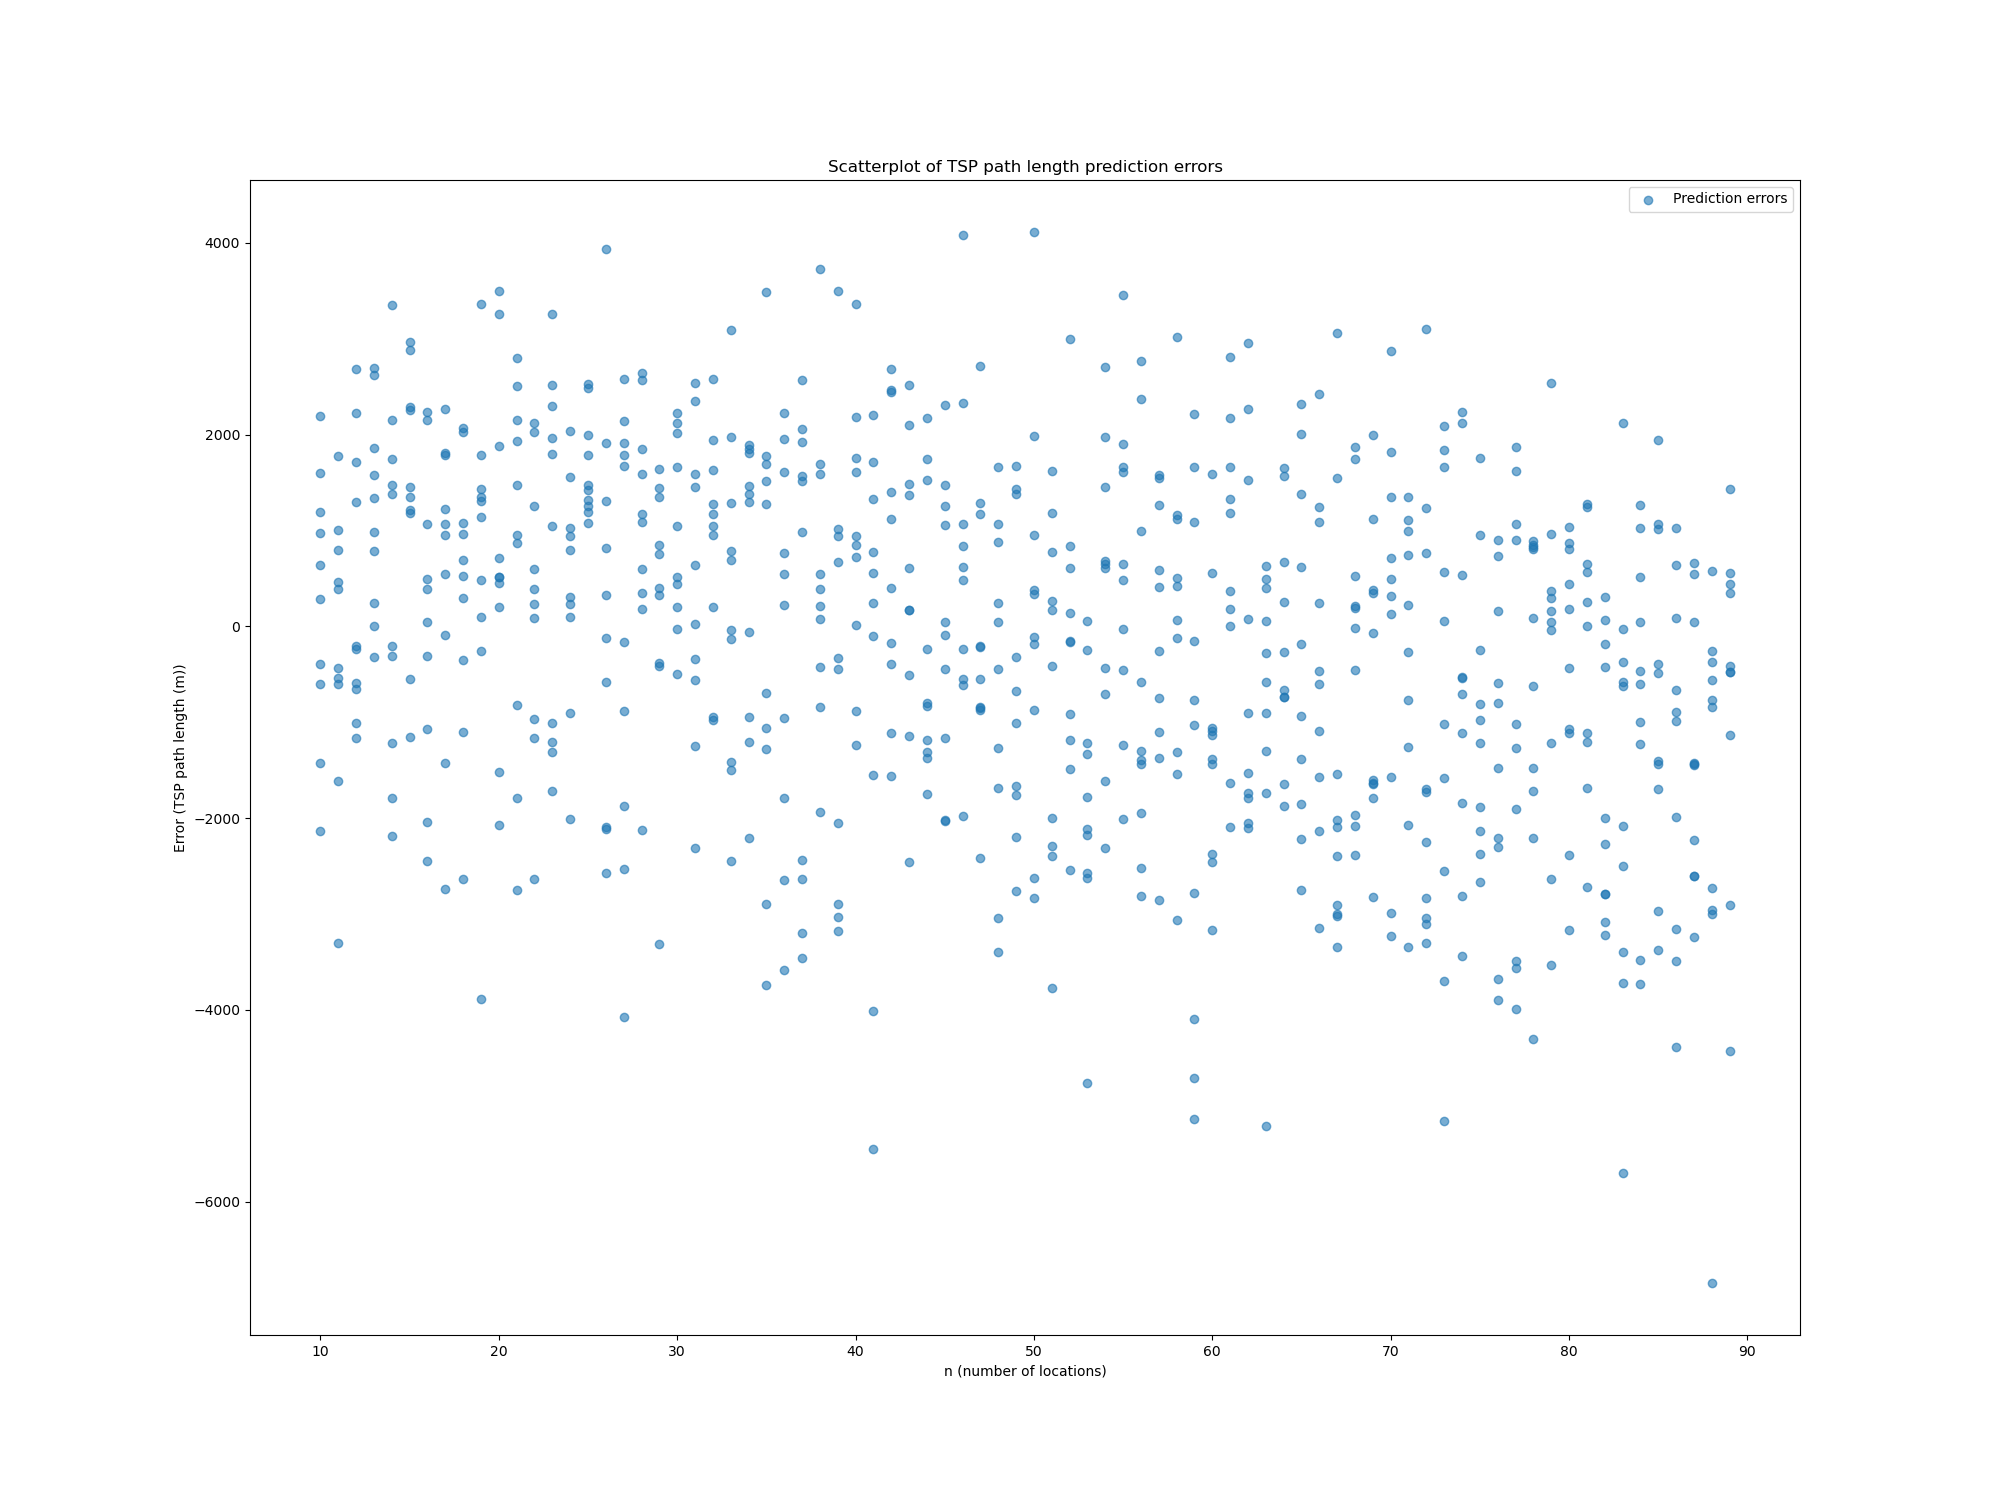 Scatterplot of TSP path length prediction errors
Prediction errors
4000
2000
0
−2000
−4000
−6000
Error (TSP path length (m))
10 20 30 40 50 60 70 80 90
n (number of locations)